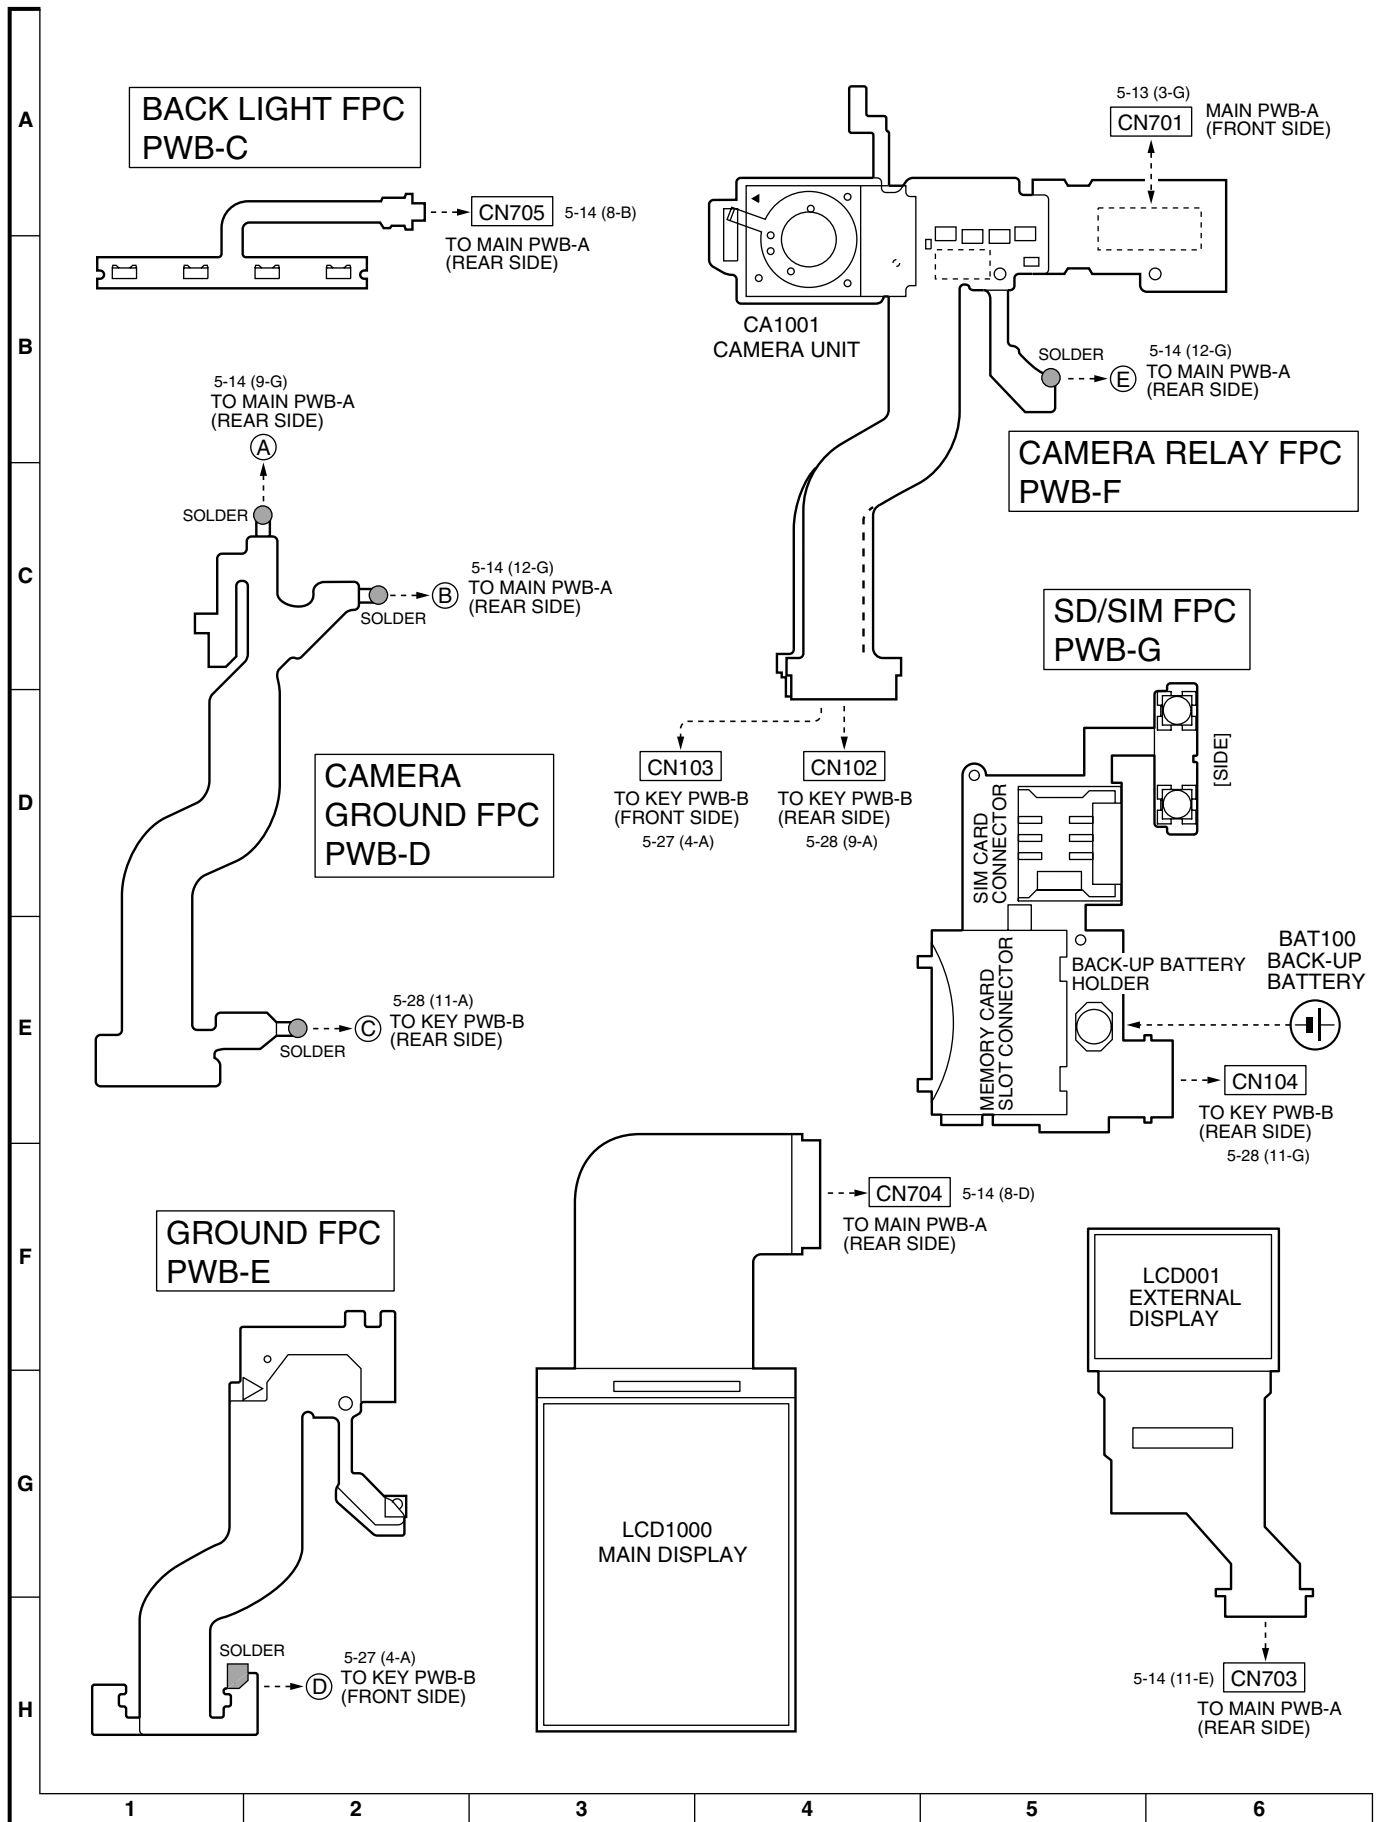 A
BACK LIGHT FPC
PWB-C
CN705 5-14 (8-B)
TO MAIN PWB-A
(REAR SIDE)
5-13 (3-G)
CN701
MAIN PWB-A
(FRONT SIDE)
B
CA1001
CAMERA UNIT
SOLDER
E
5-14 (12-G)
TO MAIN PWB-A
(REAR SIDE)
5-14 (9-G)
TO MAIN PWB-A
(REAR SIDE)
A
CAMERA RELAY FPC
PWB-F
C
SOLDER
5-14 (12-G)
B
TO MAIN PWB-A
(REAR SIDE)
SOLDER
SD/SIM FPC
PWB-G
D
CAMERA
GROUND FPC
PWB-D
CN103
TO KEY PWB-B
(FRONT SIDE)
5-27 (4-A)
CN102
TO KEY PWB-B
(REAR SIDE)
5-28 (9-A)
[SIDE]
SIM CARD
CONNECTOR
E
5-28 (11-A)
C
TO KEY PWB-B
(REAR SIDE)
SOLDER
MEMORY CARD
SLOT CONNECTOR
BACK-UP BATTERY
HOLDER
BAT100
BACK-UP
BATTERY
CN104
TO KEY PWB-B
(REAR SIDE)
5-28 (11-G)
F
GROUND FPC
PWB-E
CN704 5-14 (8-D)
TO MAIN PWB-A
(REAR SIDE)
LCD001
EXTERNAL
DISPLAY
G
LCD1000
MAIN DISPLAY
H
SOLDER
5-27 (4-A)
D
TO KEY PWB-B
(FRONT SIDE)
5-14 (11-E) CN703
TO MAIN PWB-A
(REAR SIDE)
1 2 3 4 5 6